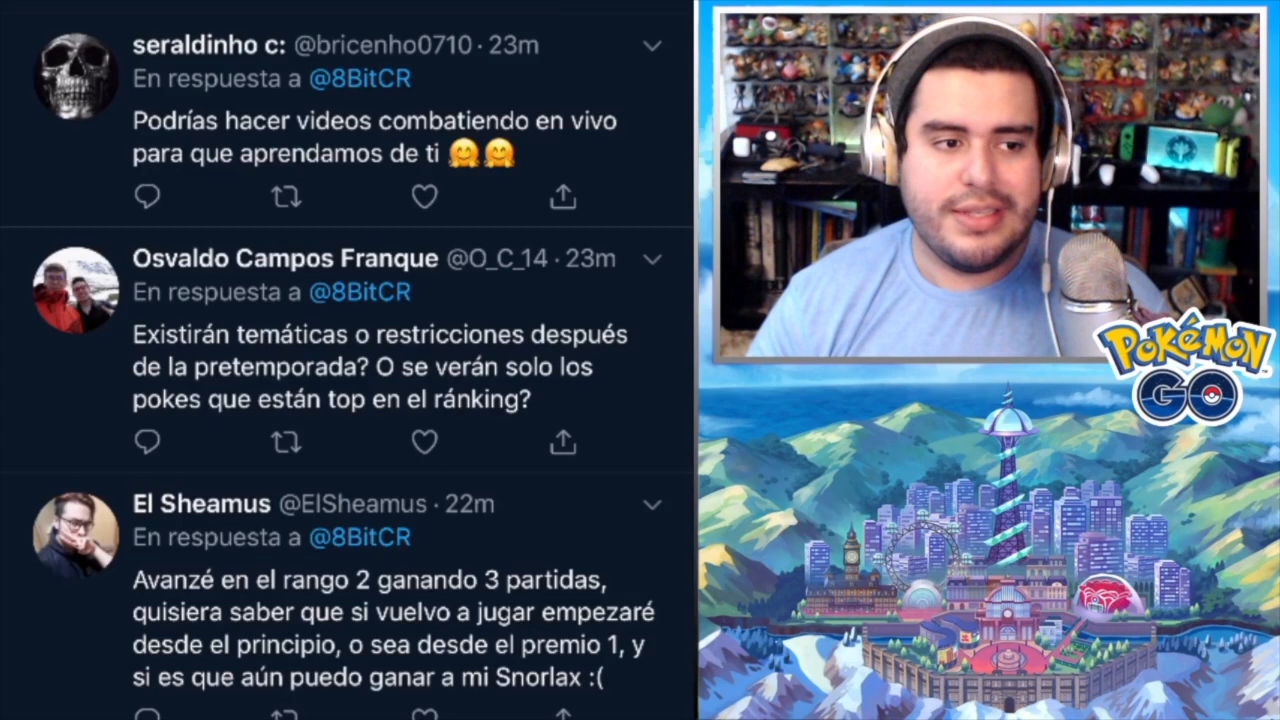 seraldinho c: @bricenho0710 · 23m
En respuesta a @8BitCR
Podrías hacer videos combatiendo en vivo
para que aprendamos de ti 🤗🤗
Osvaldo Campos Franque @O_C_14 · 23m
En respuesta a @8BitCR
Existirán temáticas o restricciones después
de la pretemporada? O se verán solo los
pokes que están top en el ránking?
El Sheamus @ElSheamus · 22m
En respuesta a @8BitCR
Avanzé en el rango 2 ganando 3 partidas,
quisiera saber que si vuelvo a jugar empezaré
desde el principio, o sea desde el premio 1, y
si es que aún puedo ganar a mi Snorlax :(
POKéMON
GO